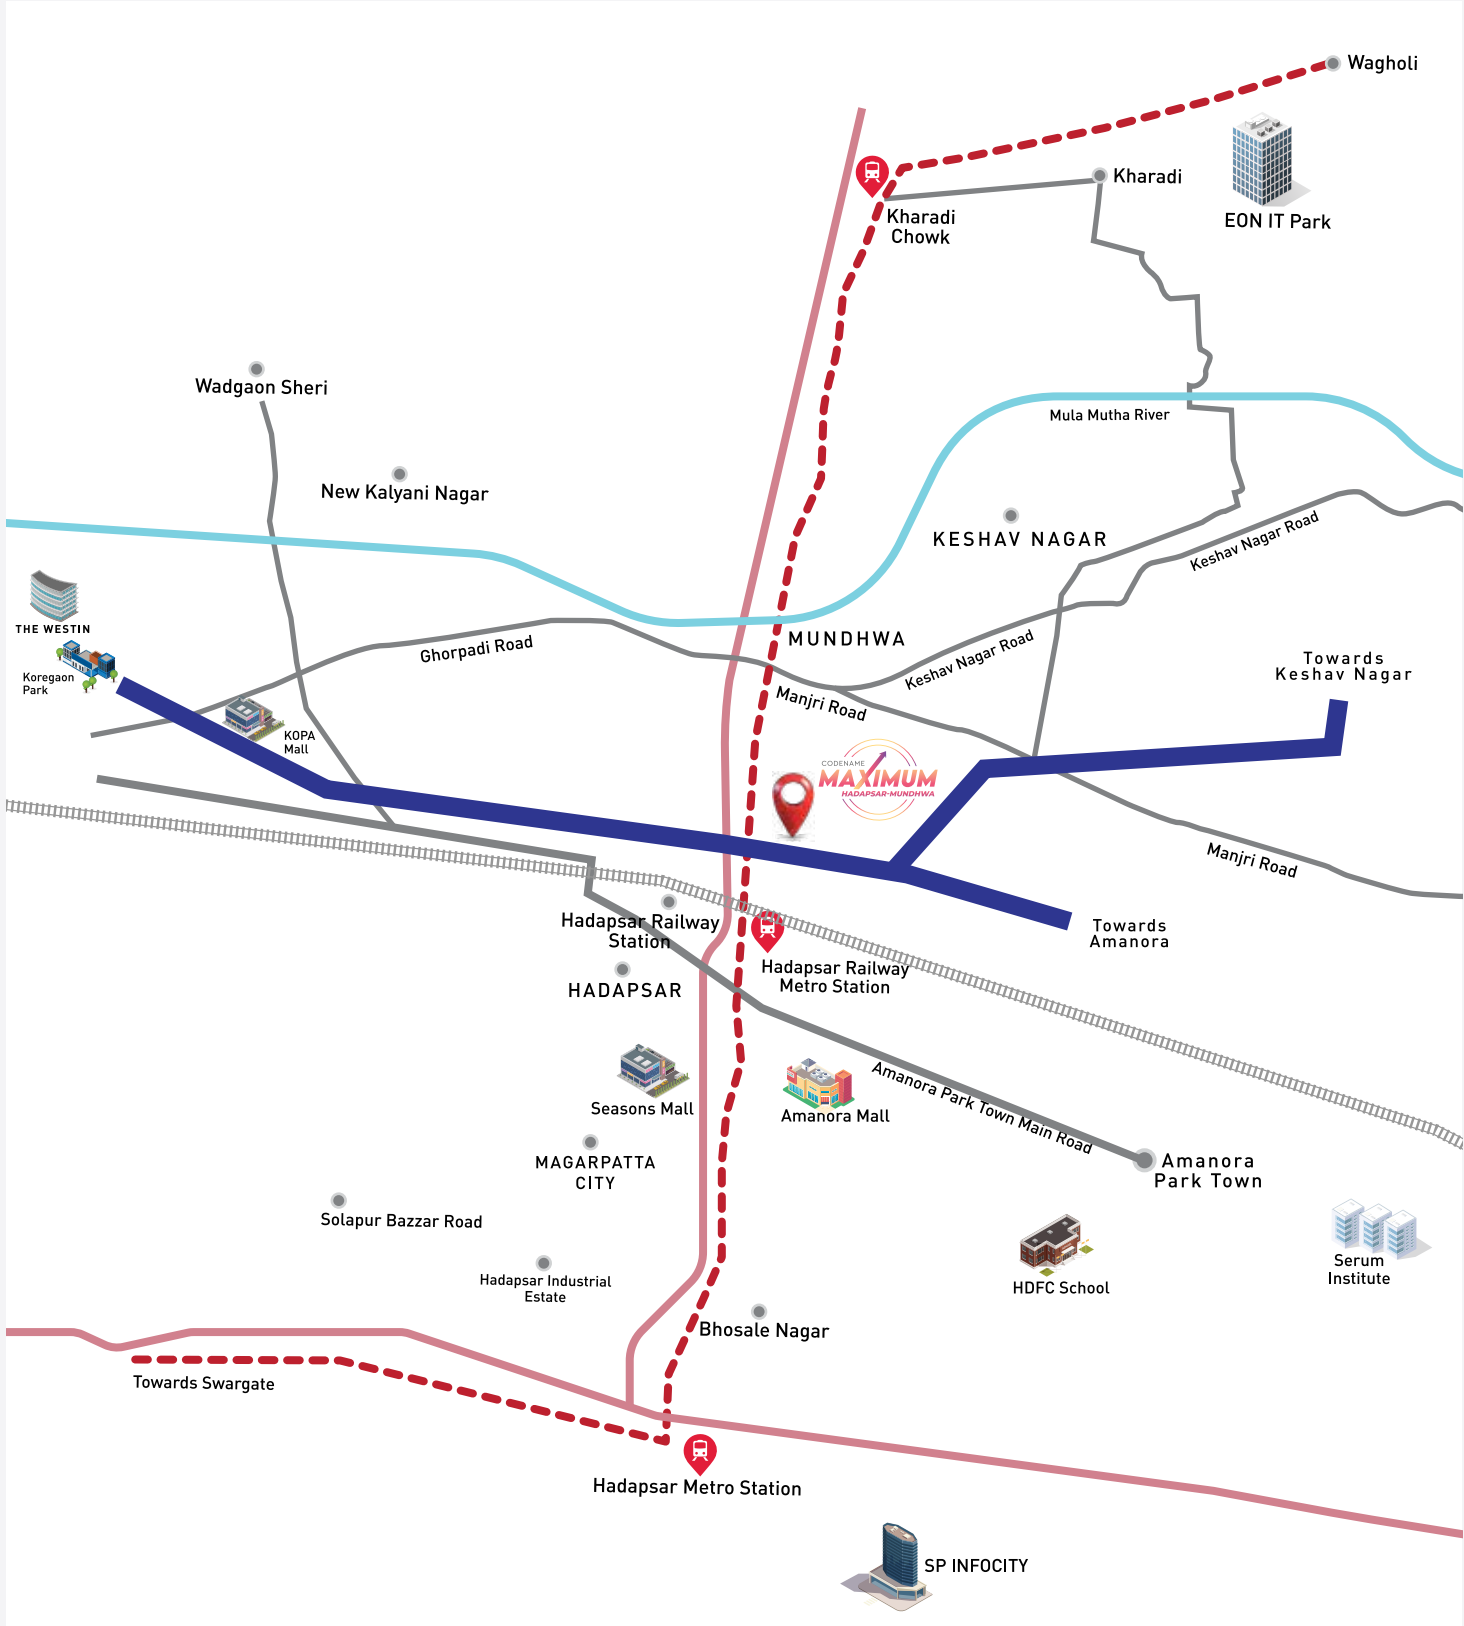 Wagholi
Kharadi
EON IT Park
Kharadi
Chowk
Wadgaon Sheri
Mula Mutha River
New Kalyani Nagar
KESHAV NAGAR
Keshav Nagar Road
THE WESTIN
MUNDHWA
Ghorpadi Road
Keshav Nagar Road
Towards
Keshav Nagar
Koregaon
Park
Manjri Road
KOPA
Mall
CODENAME
MAXIMUM
HADAPSAR-MUNDHWA
Manjri Road
Hadapsar Railway
Station
Towards
Amanora
Hadapsar Railway
Metro Station
HADAPSAR
Amanora Park Town Main Road
Seasons Mall
Amanora Mall
MAGARPATTA
CITY
Amanora
Park Town
Solapur Bazzar Road
Serum
Institute
Hadapsar Industrial
Estate
HDFC School
Bhosale Nagar
Towards Swargate
Hadapsar Metro Station
SP INFOCITY